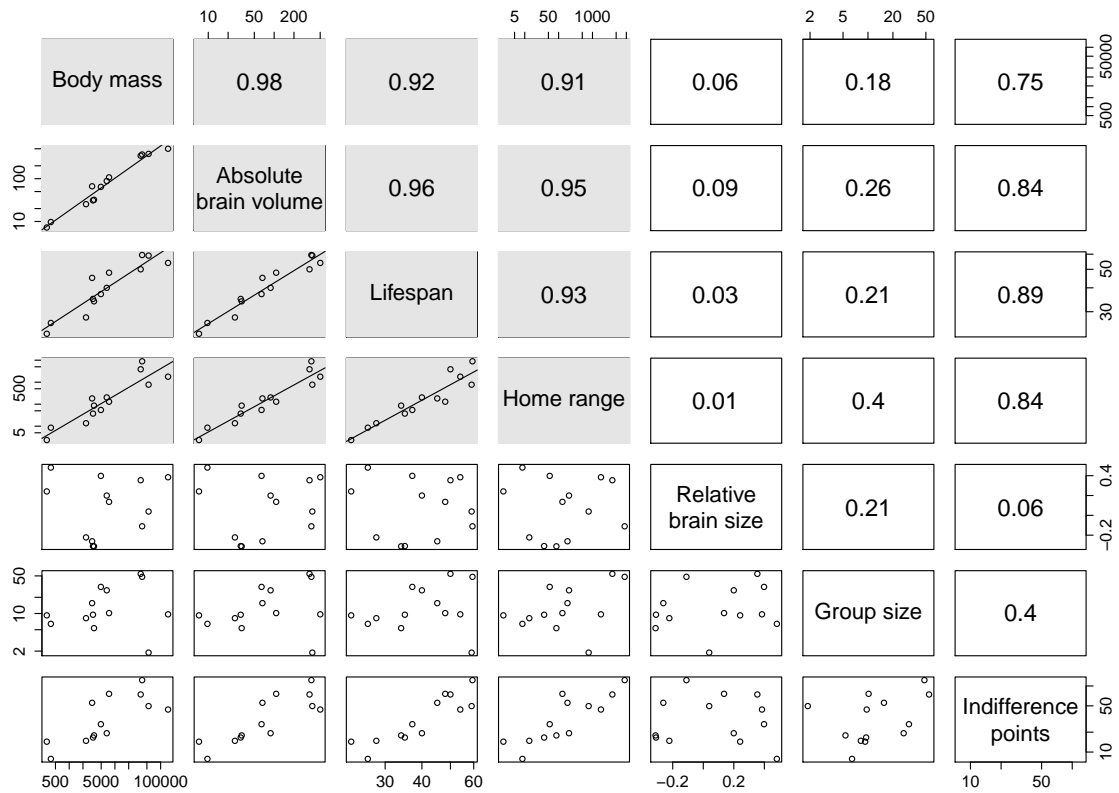 10 50 200 5 50 1000 2 5 20 50
Body mass 0.98 0.92 0.91 0.06 0.18 0.75 500 50000
10 100 Absolute
brain volume 0.96 0.95 0.09 0.26 0.84
Lifespan 0.93 0.03 0.21 0.89 30 50
5 500 Home range 0.01 0.4 0.84
Relative
brain size 0.21 0.06 −0.2 0.4
2 10 50 Group size 0.4
Indifference
points 10 50
500 5000 100000 30 40 60 −0.2 0.2 10 50